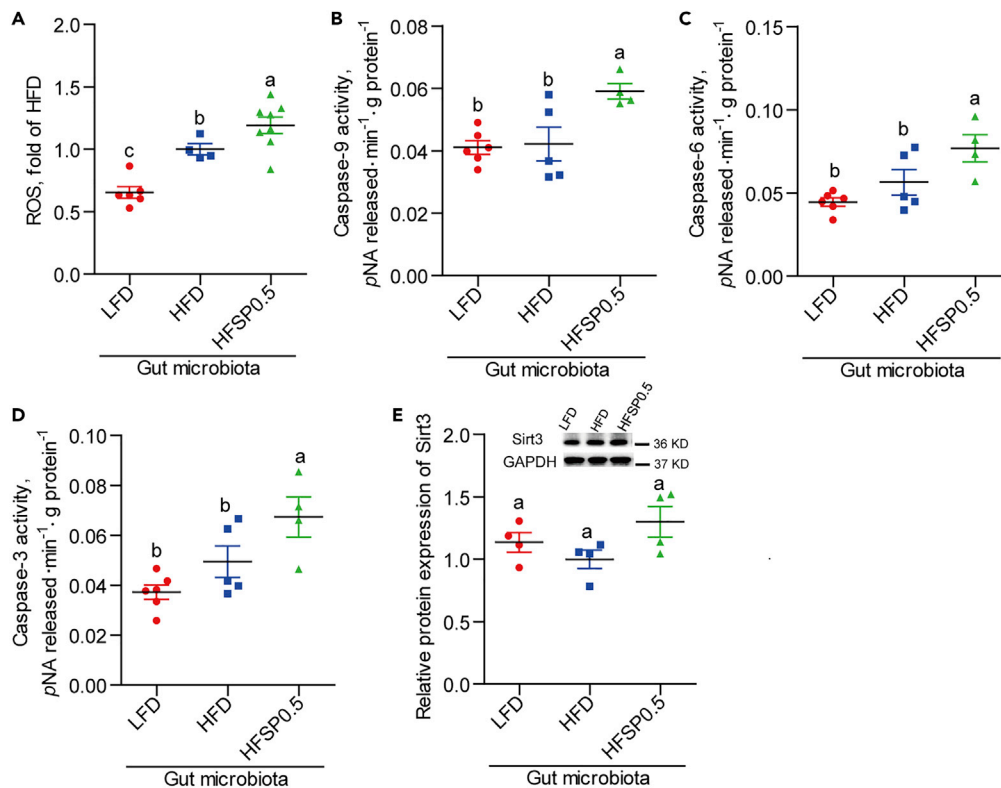 A
ROS, fold of HFD
2.0
1.5
1.0
0.5
0.0
c
b
a
LFD
HFD
HFSP0.5
Gut microbiota
B
Caspase-9 activity,
pNA released·min⁻¹·g protein⁻¹
0.08
0.06
0.04
0.02
0.00
b
b
a
LFD
HFD
HFSP0.5
Gut microbiota
C
Caspase-6 activity,
pNA released·min⁻¹·g protein⁻¹
0.15
0.10
0.05
0.00
b
b
a
LFD
HFD
HFSP0.5
Gut microbiota
D
Caspase-3 activity,
pNA released·min⁻¹·g protein⁻¹
0.10
0.08
0.06
0.04
0.02
0.00
b
b
a
LFD
HFD
HFSP0.5
Gut microbiota
E
Relative protein expression of Sirt3
2.0
1.5
1.0
0.5
0.0
LFD
HFD
HFSP0.5
Sirt3
36 KD
GAPDH
37 KD
a
a
a
LFD
HFD
HFSP0.5
Gut microbiota